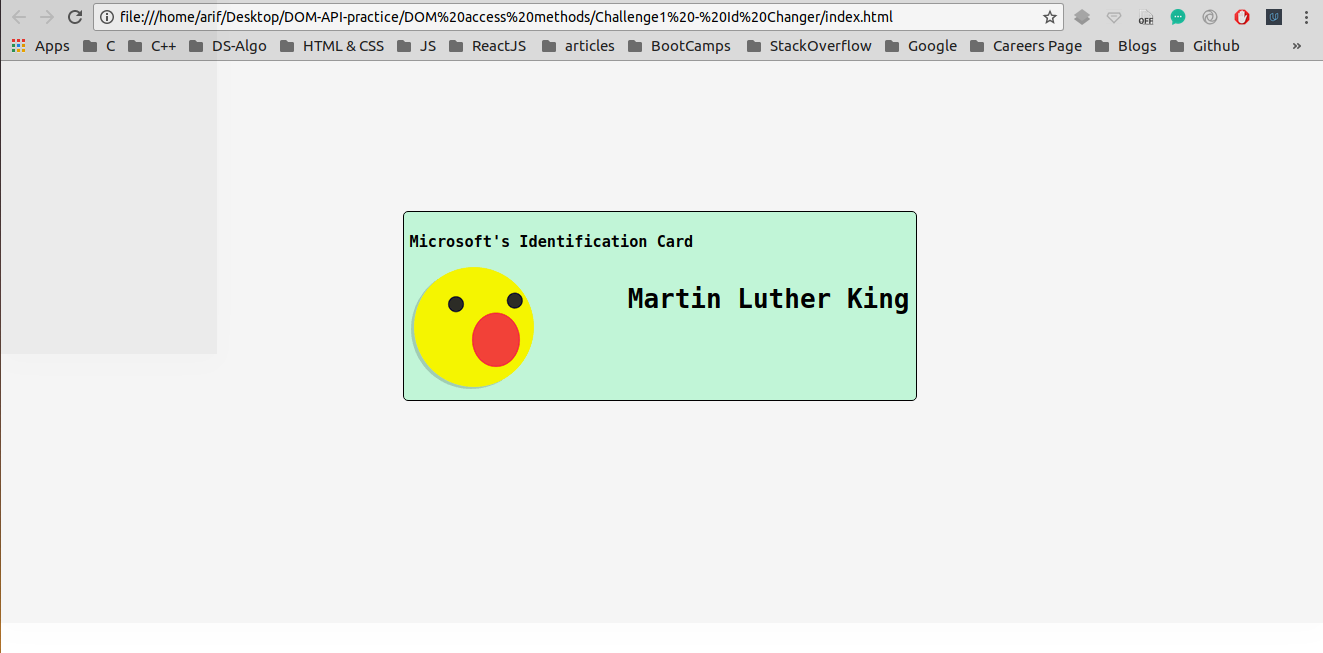 file:///home/arif/Desktop/DOM-API-practice/DOM%20access%20methods/Challenge1%20-%20Id%20Changer/index.html
OFF
Apps C C++ DS-Algo HTML & CSS JS ReactJS articles BootCamps StackOverflow Google Careers Page Blogs Github »
Microsoft's Identification Card
Martin Luther King